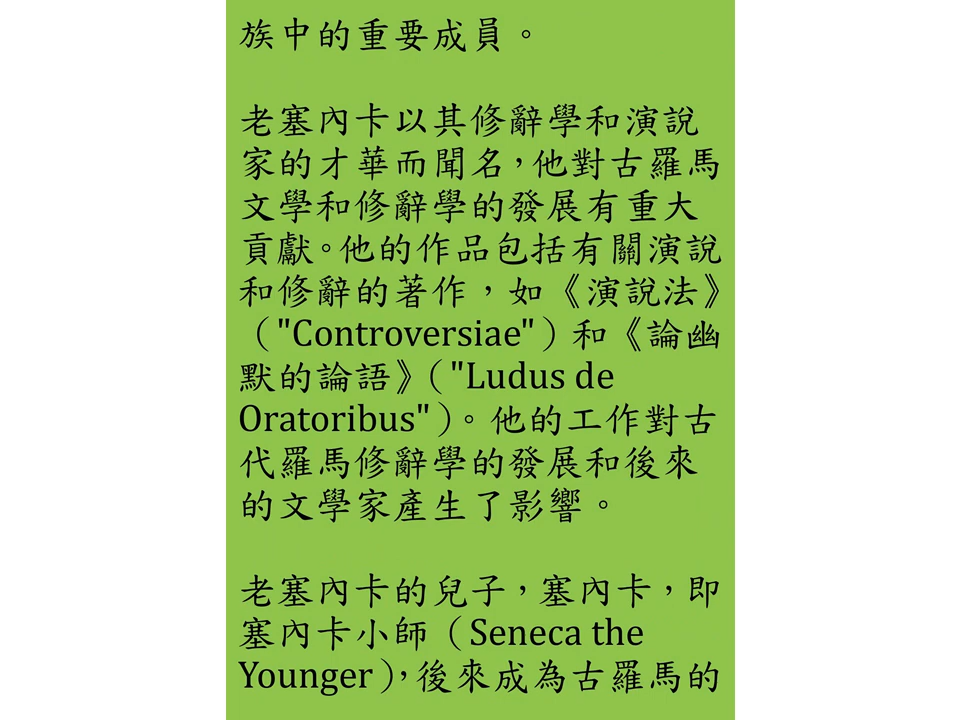 族中的重要成員。
老塞內卡以其修辭學和演說
家的才華而聞名，他對古羅馬
文學和修辭學的發展有重大
貢獻。他的作品包括有關演說
和修辭的著作，如《演說法》
（"Controversiae"）和《論幽
默的論語》（"Ludus de
Oratoribus"）。他的工作對古
代羅馬修辭學的發展和後來
的文學家產生了影響。
老塞內卡的兒子，塞內卡，即
塞內卡小師（Seneca the
Younger），後來成為古羅馬的